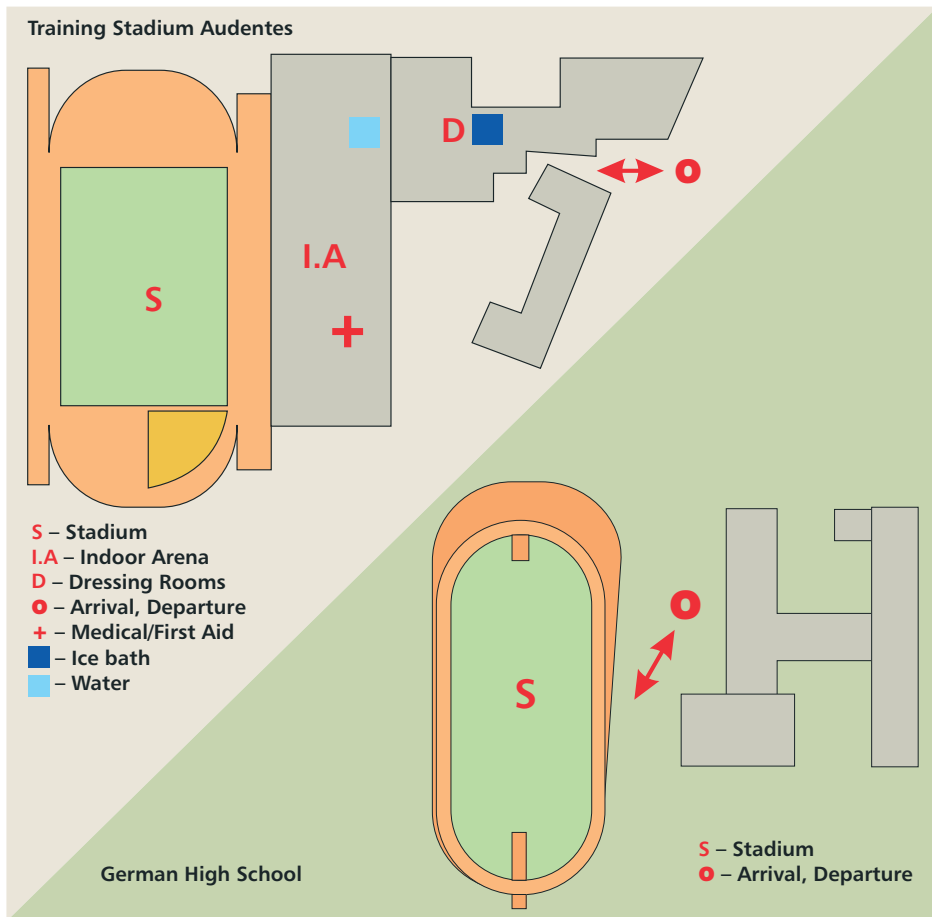 Training Stadium Audentes
D
O
I.A
S
+
S – Stadium
I.A – Indoor Arena
D – Dressing Rooms
O – Arrival, Departure
+ – Medical/First Aid
– Ice bath
– Water
O
S
German High School
S – Stadium
O – Arrival, Departure